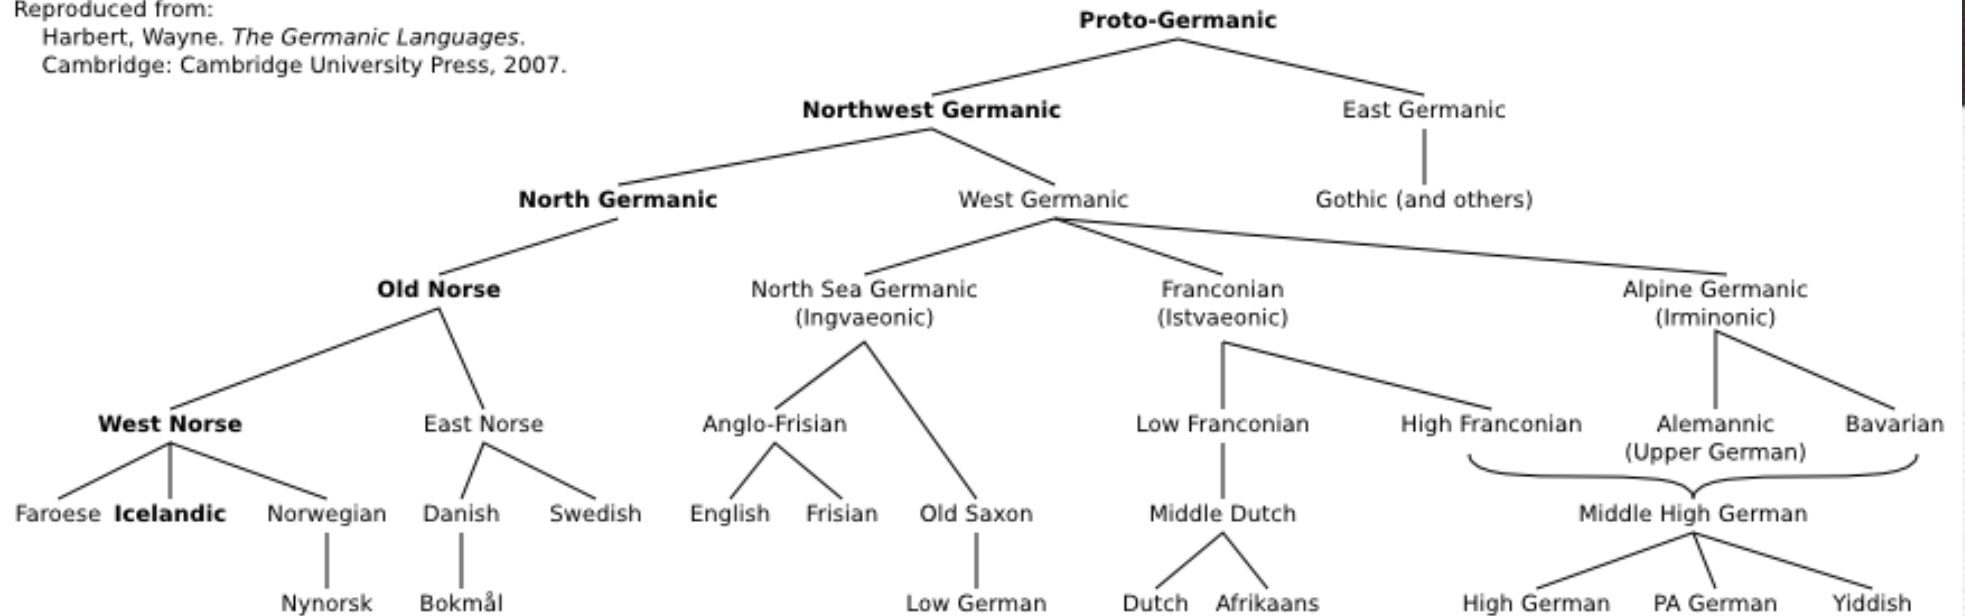 Reproduced from:
Harbert, Wayne. The Germanic Languages.
Cambridge: Cambridge University Press, 2007.
Proto-Germanic
Northwest Germanic
East Germanic
North Germanic
West Germanic
Gothic (and others)
Old Norse
North Sea Germanic
(Ingvaeonic)
Franconian
(Istvaeonic)
Alpine Germanic
(Irminonic)
West Norse
East Norse
Anglo-Frisian
Low Franconian
High Franconian
Alemannic
(Upper German)
Bavarian
Faroese
Icelandic
Norwegian
Danish
Swedish
English
Frisian
Old Saxon
Middle Dutch
Middle High German
Nynorsk
Bokmål
Low German
Dutch
Afrikaans
High German
PA German
Yiddish